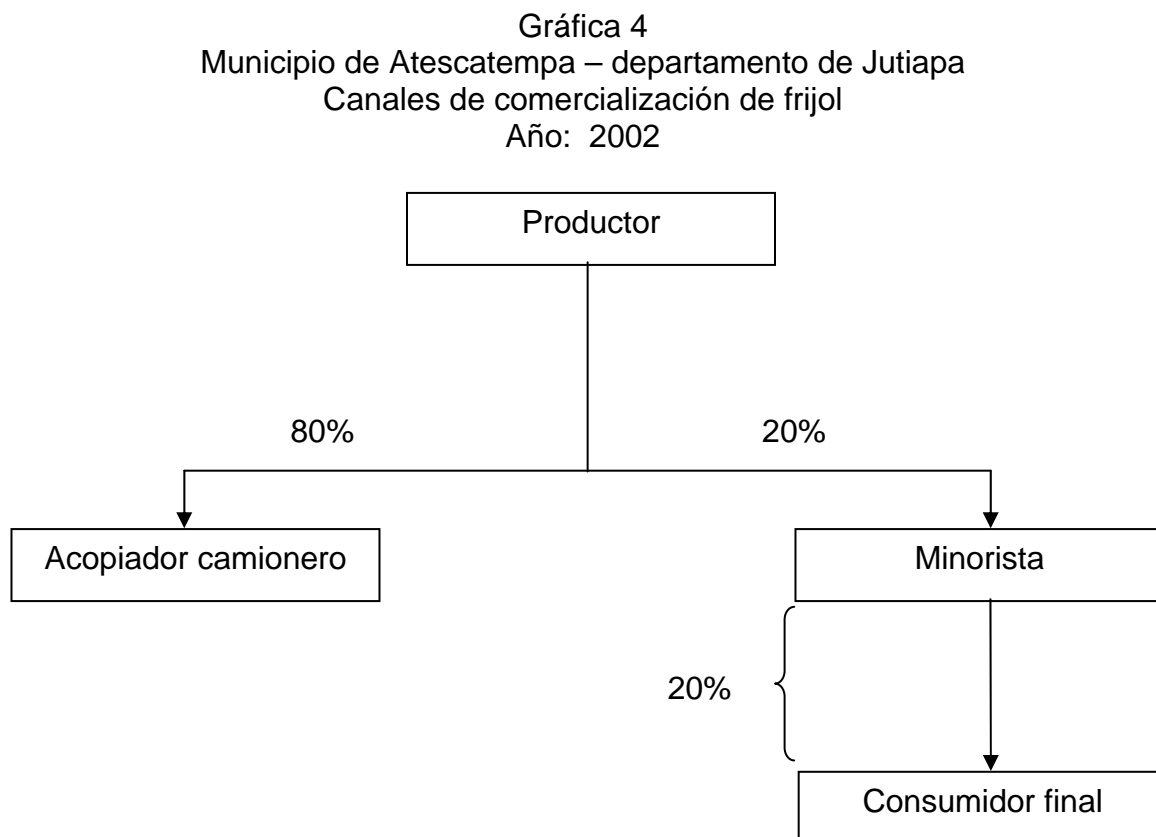 Gráfica 4
Municipio de Atescatempa – departamento de Jutiapa
Canales de comercialización de frijol
Año: 2002
Productor
80%
20%
Acopiador camionero
Minorista
20%
Consumidor final